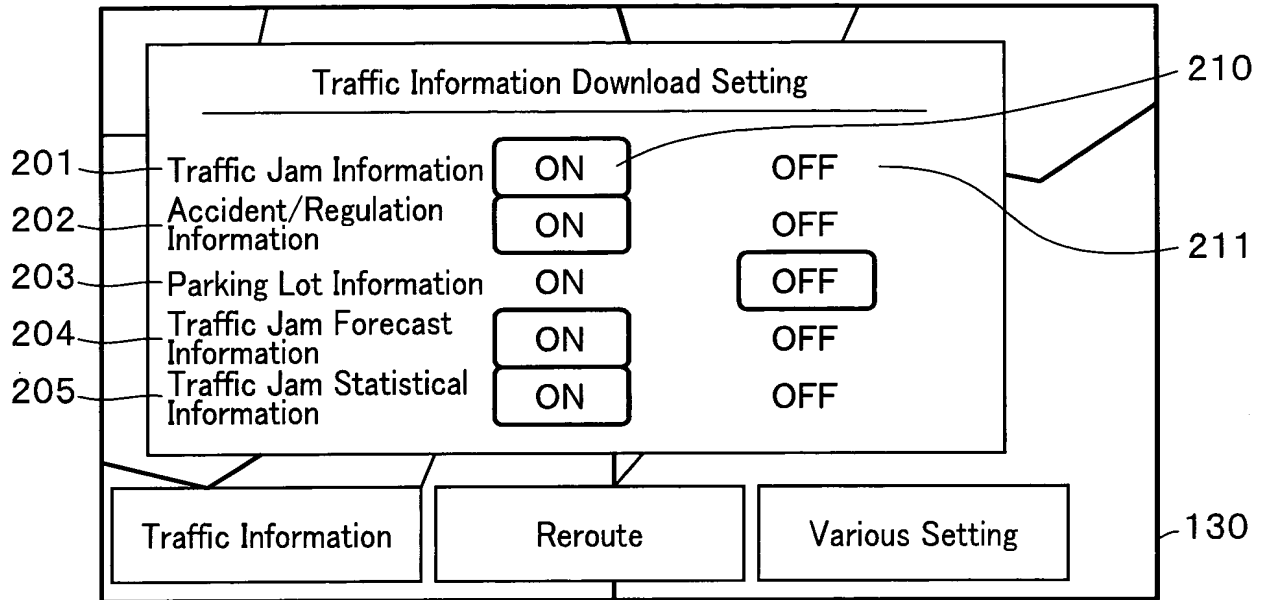 Traffic Information Download Setting
210
201 Traffic Jam Information ON OFF
202 Accident/Regulation
Information ON OFF
211
203 Parking Lot Information ON OFF
204 Traffic Jam Forecast
Information ON OFF
205 Traffic Jam Statistical
Information ON OFF
Traffic Information Reroute Various Setting
130